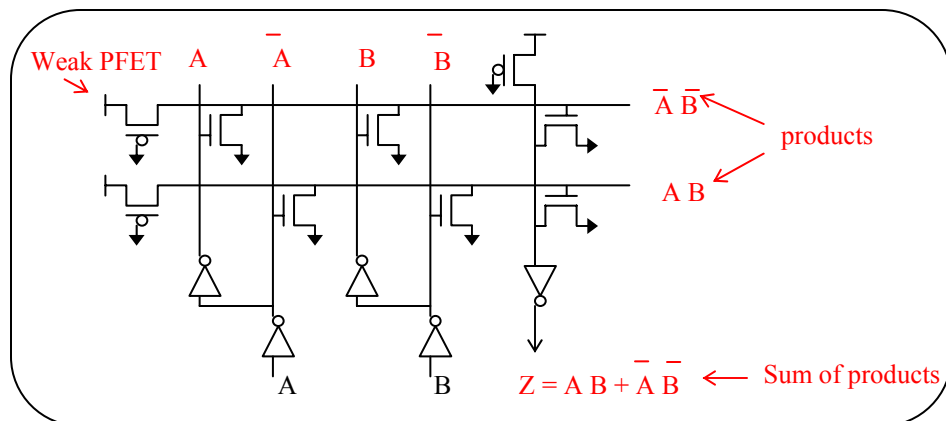 Weak PFET A A̅ B B̅
A̅ B̅
products
A B
A B Z = A B + A̅ B̅ Sum of products